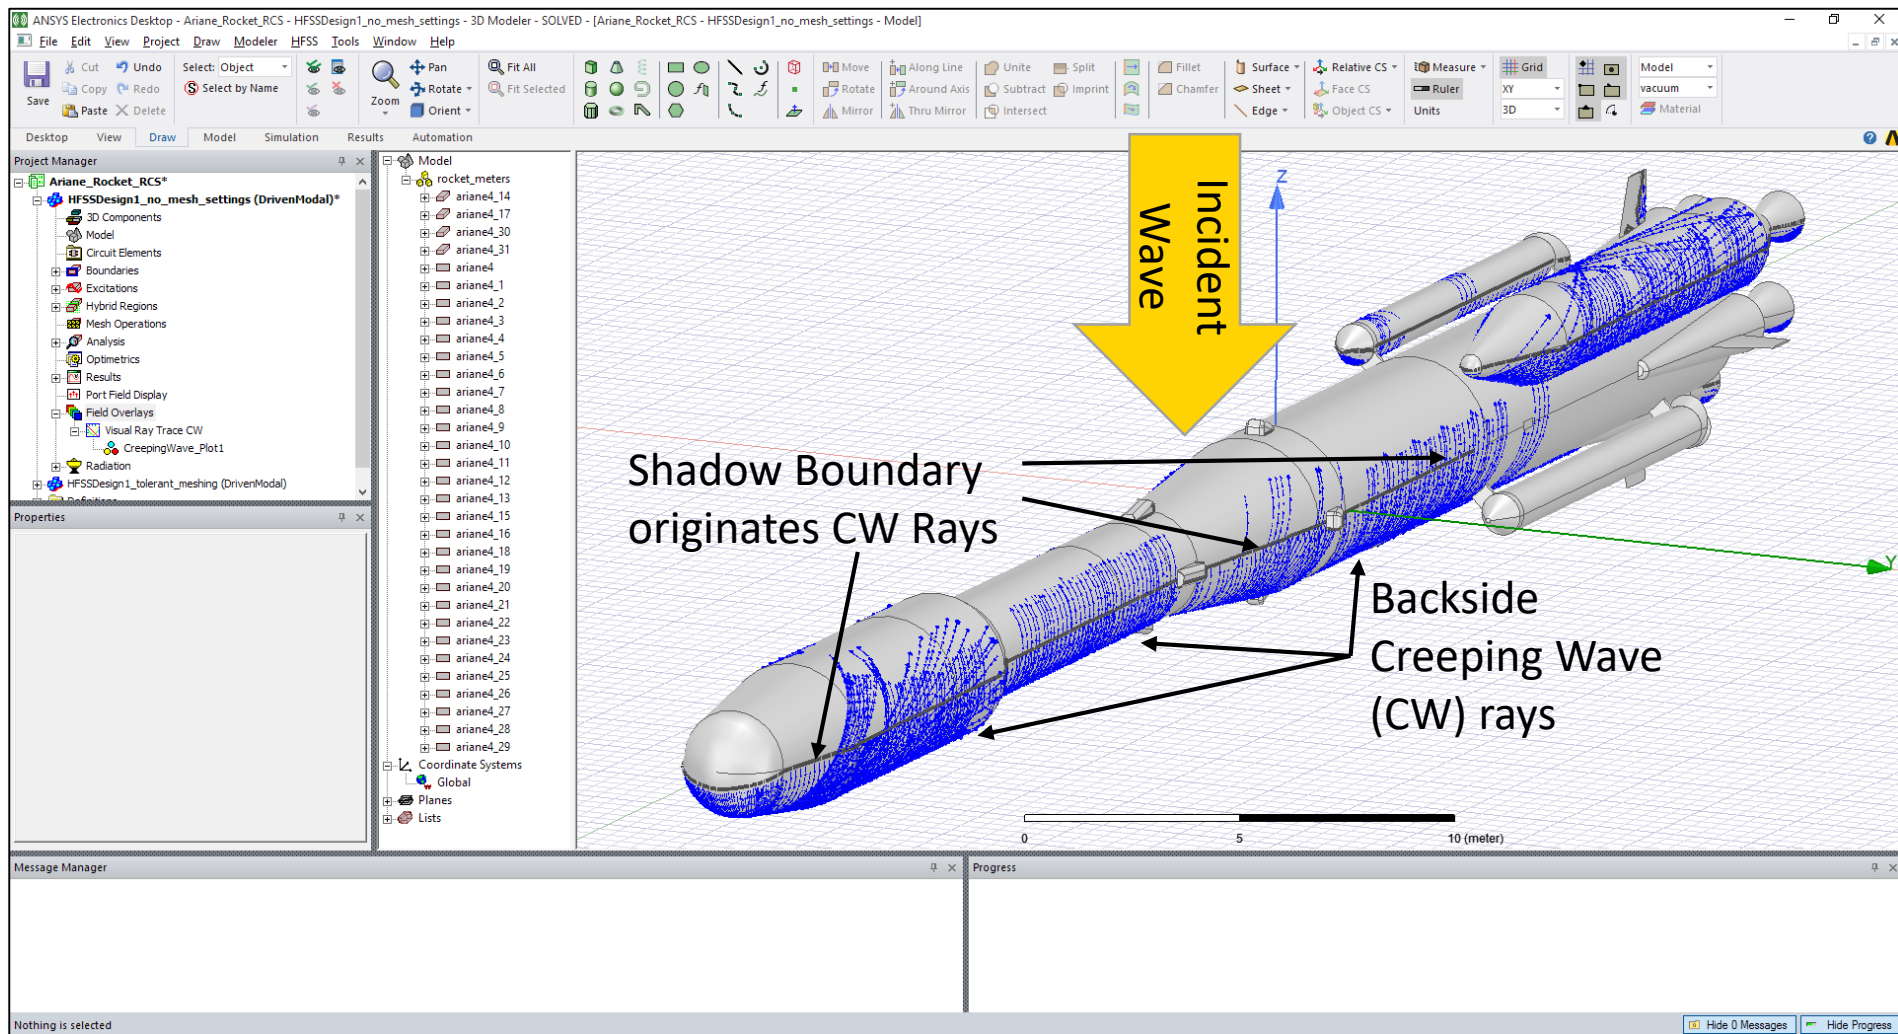 ANSYS Electronics Desktop - Ariane_Rocket_RCS - HFSSDesign1_no_mesh_settings - 3D Modeler - SOLVED - [Ariane_Rocket_RCS - HFSSDesign1_no_mesh_settings - Model]
File Edit View Project Draw Modeler HFSS Tools Window Help
Save
Cut
Copy
Paste
Undo
Redo
Delete
Select: Object
Select by Name
Zoom
Pan
Rotate
Orient
Fit All
Fit Selected
Move
Rotate
Mirror
Along Line
Around Axis
Thru Mirror
Unite
Subtract
Intersect
Split
Imprint
Fillet
Chamfer
Surface
Sheet
Edge
Relative CS
Face CS
Object CS
Measure
Ruler
Units
Grid
XY
3D
Model
vacuum
Material
Desktop View Draw Model Simulation Results Automation
Project Manager
Ariane_Rocket_RCS*
HFSSDesign1_no_mesh_settings (DrivenModal)*
3D Components
Model
Circuit Elements
Boundaries
Excitations
Hybrid Regions
Mesh Operations
Analysis
Optimetrics
Results
Port Field Display
Field Overlays
Visual Ray Trace CW
CreepingWave_Plot1
Radiation
HFSSDesign1_tolerant_meshing (DrivenModal)
Definitions
Properties
Model
rocket_meters
ariane4_14
ariane4_17
ariane4_30
ariane4_31
ariane4
ariane4_1
ariane4_2
ariane4_3
ariane4_4
ariane4_5
ariane4_6
ariane4_7
ariane4_8
ariane4_9
ariane4_10
ariane4_11
ariane4_12
ariane4_13
ariane4_15
ariane4_16
ariane4_18
ariane4_19
ariane4_20
ariane4_21
ariane4_22
ariane4_23
ariane4_24
ariane4_25
ariane4_26
ariane4_27
ariane4_28
ariane4_29
Coordinate Systems
Global
Planes
Lists
Incident
Wave
Z
Y
Shadow Boundary
originates CW Rays
Backside
Creeping Wave
(CW) rays
0 5 10 (meter)
Message Manager
Progress
Nothing is selected
Hide 0 Messages
Hide Progress